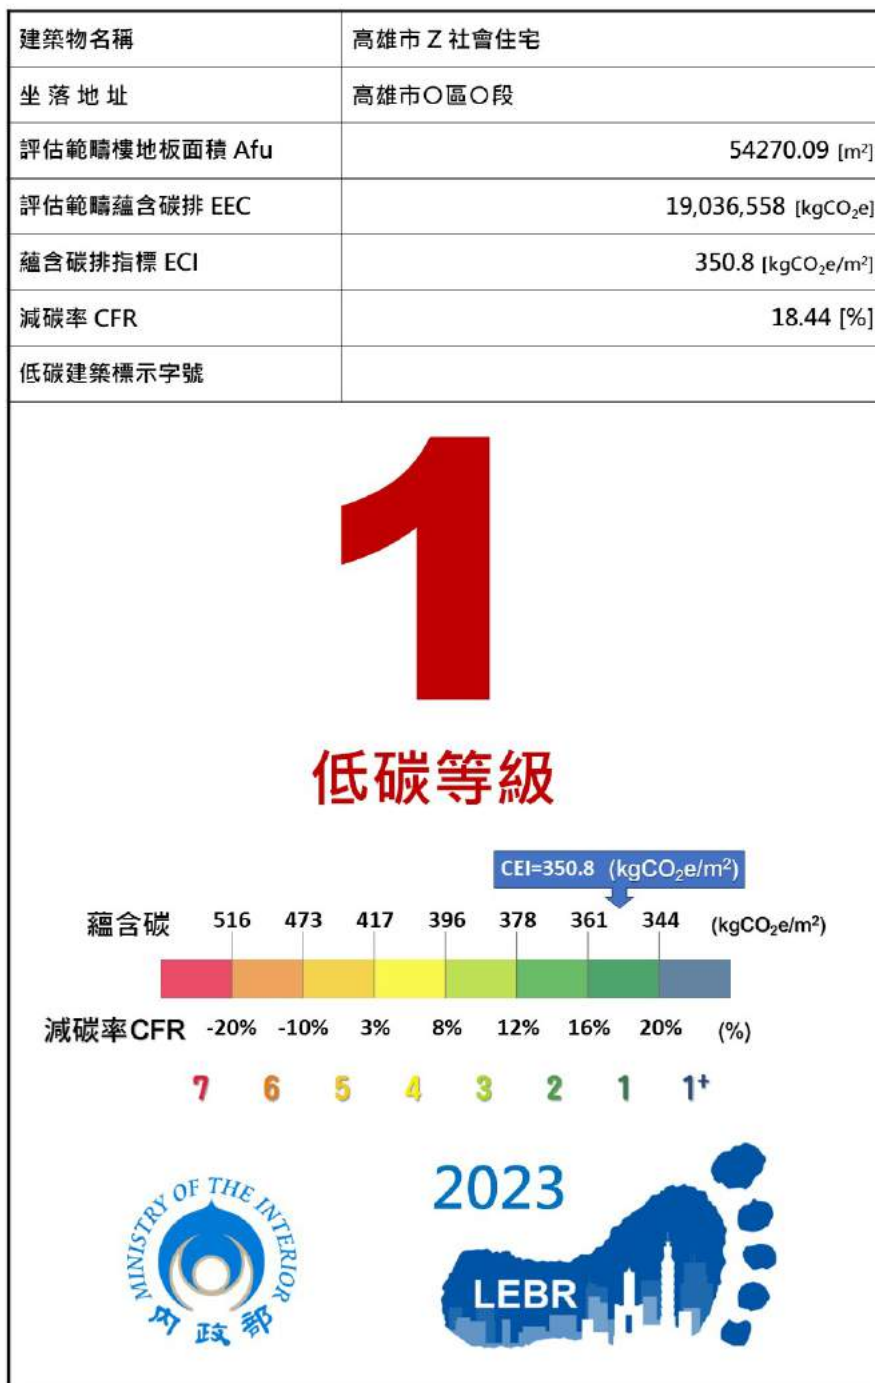 建築物名稱 高雄市 Z 社會住宅
坐落地址 高雄市○區○段
評估範疇樓地板面積 Afu 54270.09 [m²]
評估範疇蘊含碳排 EEC 19,036,558 [kgCO₂e]
蘊含碳排指標 ECI 350.8 [kgCO₂e/m²]
減碳率 CFR 18.44 [%]
低碳建築標示字號
1
低碳等級
CEI=350.8 (kgCO₂e/m²)
蘊含碳 516 473 417 396 378 361 344 (kgCO₂e/m²)
減碳率CFR -20% -10% 3% 8% 12% 16% 20% (%)
7 6 5 4 3 2 1 1⁺
MINISTRY OF THE INTERIOR
內政部
2023
LEBR